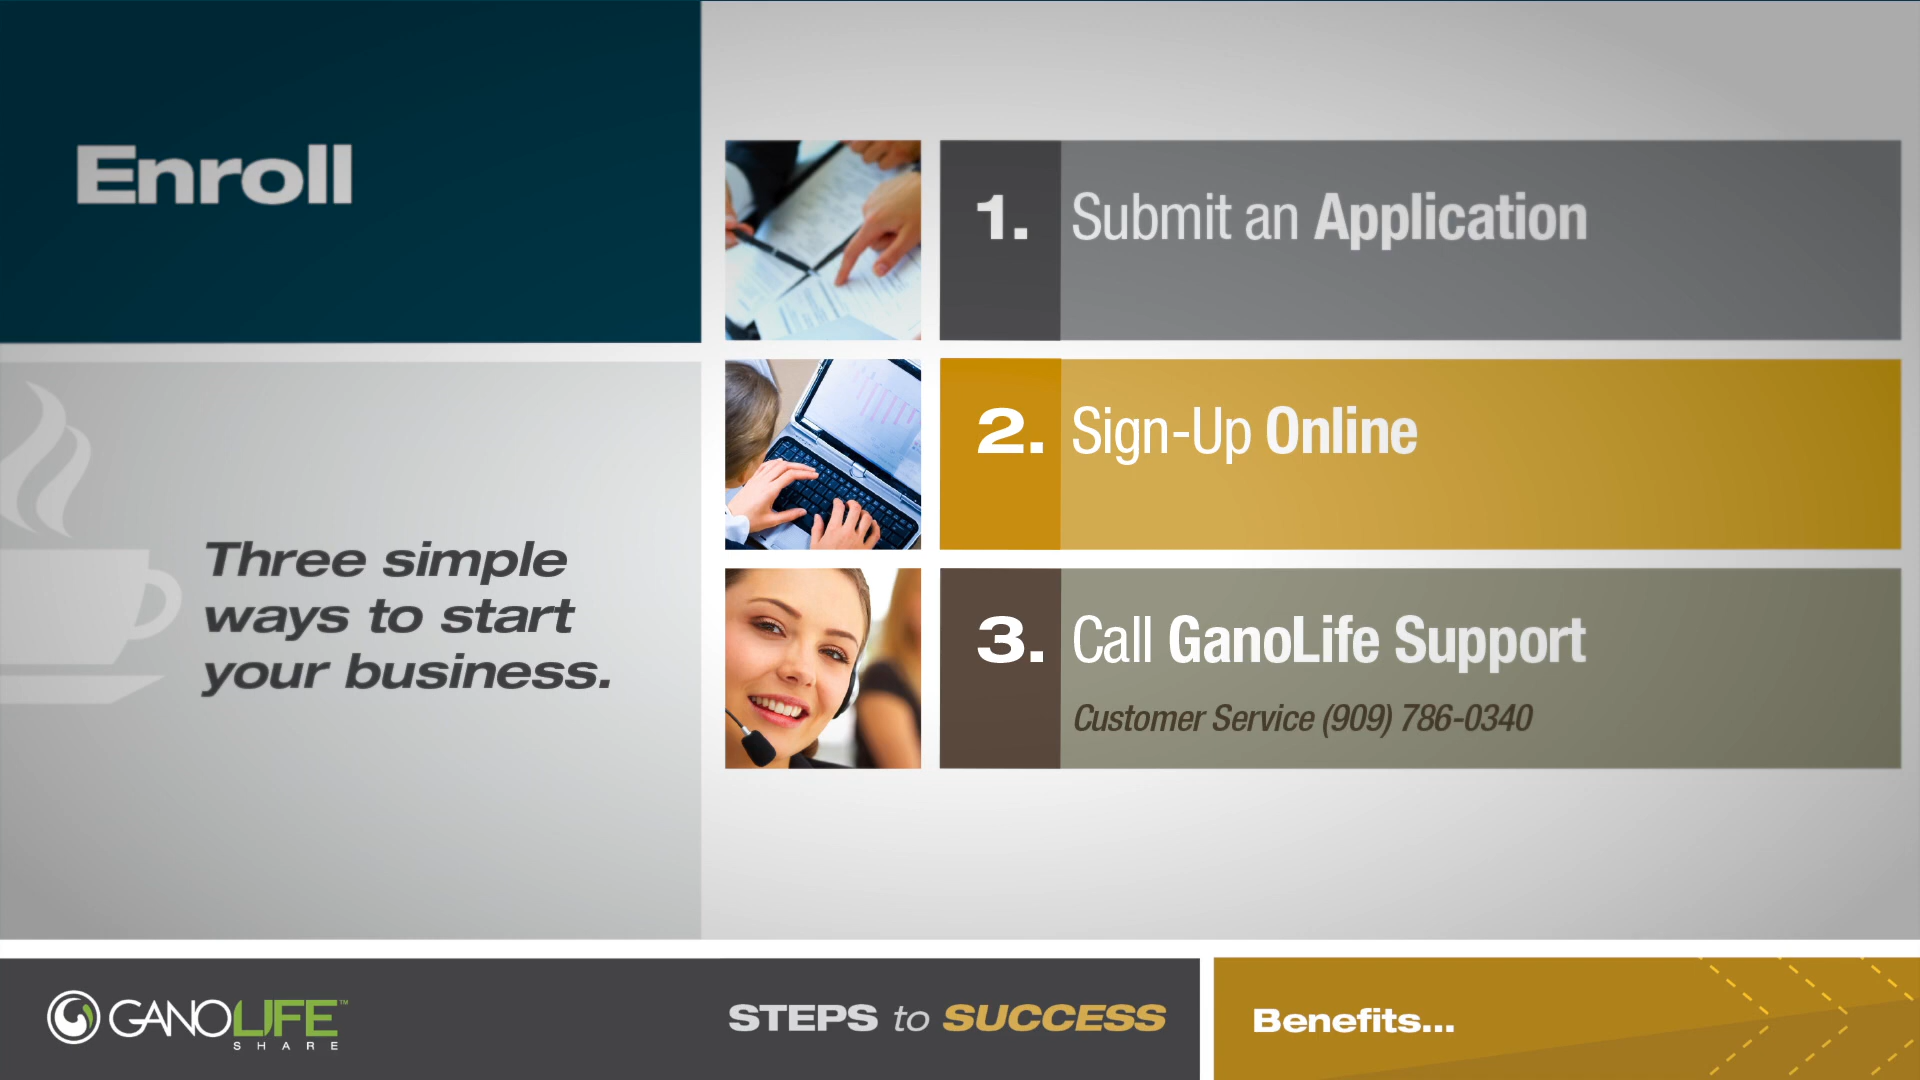 Enroll
Three simple
ways to start
your business.
1. Submit an Application
2. Sign-Up Online
3. Call GanoLife Support
Customer Service (909) 786-0340
GANOLIFE™
SHARE
STEPS to SUCCESS
Benefits...